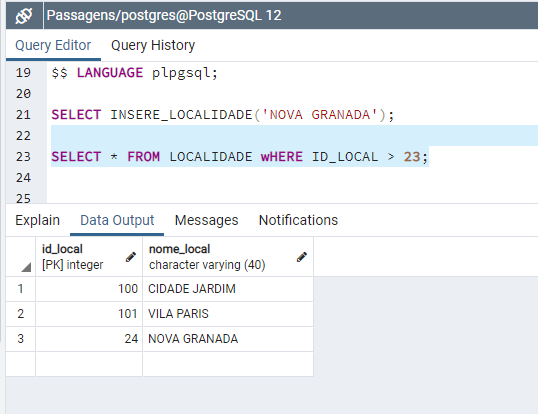 Passagens/postgres@PostgreSQL 12
Query Editor Query History
19 $$ LANGUAGE plpgsql;
20
21 SELECT INSERE_LOCALIDADE('NOVA GRANADA');
22
23 SELECT * FROM LOCALIDADE wHERE ID_LOCAL > 23;
24
25
Explain Data Output Messages Notifications
id_local nome_local
[PK] integer character varying (40)
1 100 CIDADE JARDIM
2 101 VILA PARIS
3 24 NOVA GRANADA